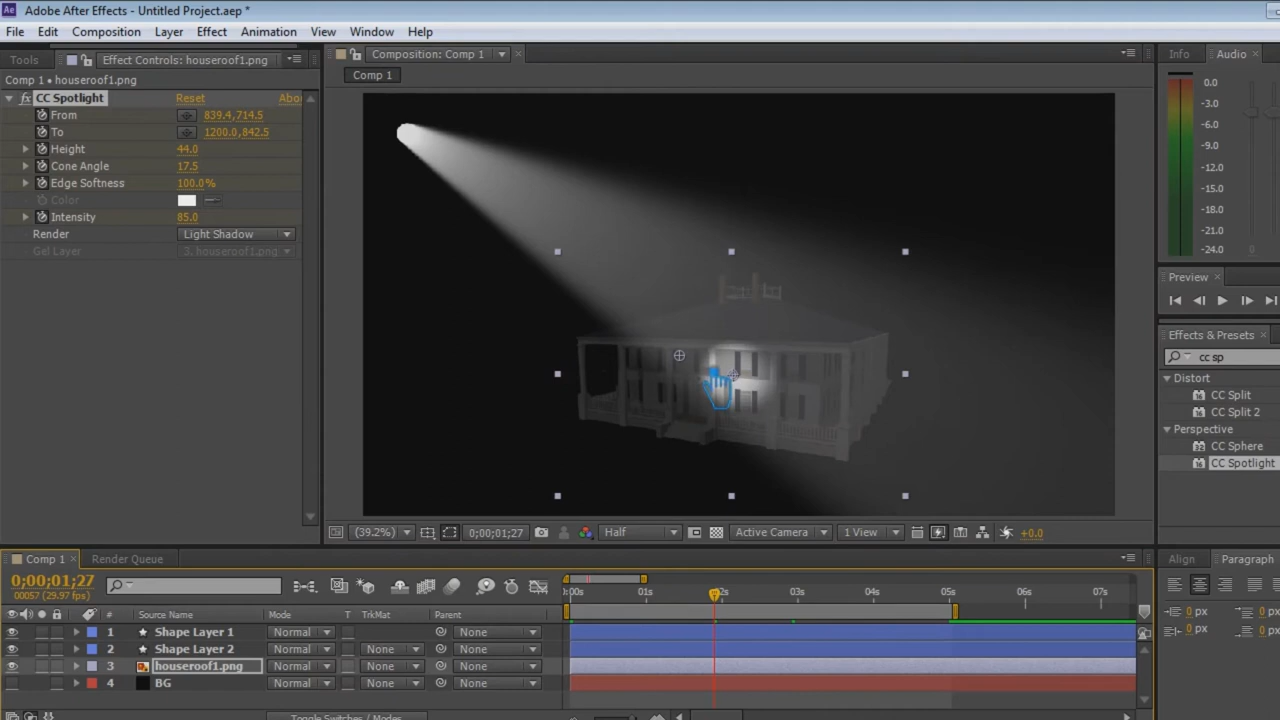 Ae Adobe After Effects - Untitled Project.aep *
File Edit Composition Layer Effect Animation View Window Help
Tools Effect Controls: houseroof1.png
Composition: Comp 1
Info Audio
Comp 1 • houseroof1.png
Comp 1
fx CC Spotlight Reset Abo
From 839.4,714.5
To 1200.0,842.5
Height 44.0
Cone Angle 17.5
Edge Softness 100.0%
Color
Intensity 85.0
Render Light Shadow
Gel Layer 3. houseroof1.png
0.0
-3.0
-6.0
-9.0
-12.0
-15.0
-18.0
-21.0
-24.0 0
Preview
Effects & Presets
cc sp
Distort
CC Split
CC Split 2
Perspective
CC Sphere
CC Spotlight
(39.2%) 0;00;01;27 Half Active Camera 1 View +0.0
Comp 1 Render Queue
Align Paragraph
0;00;01;27
00057 (29.97 fps)
:00s 01s 02s 03s 04s 05s 06s 07s
# Source Name Mode T TrkMat Parent
0 px 0 px
0 px 0 px
1 Shape Layer 1 Normal None
2 Shape Layer 2 Normal None None
3 houseroof1.png Normal None None
4 BG Normal None None
Toggle Switches / Modes